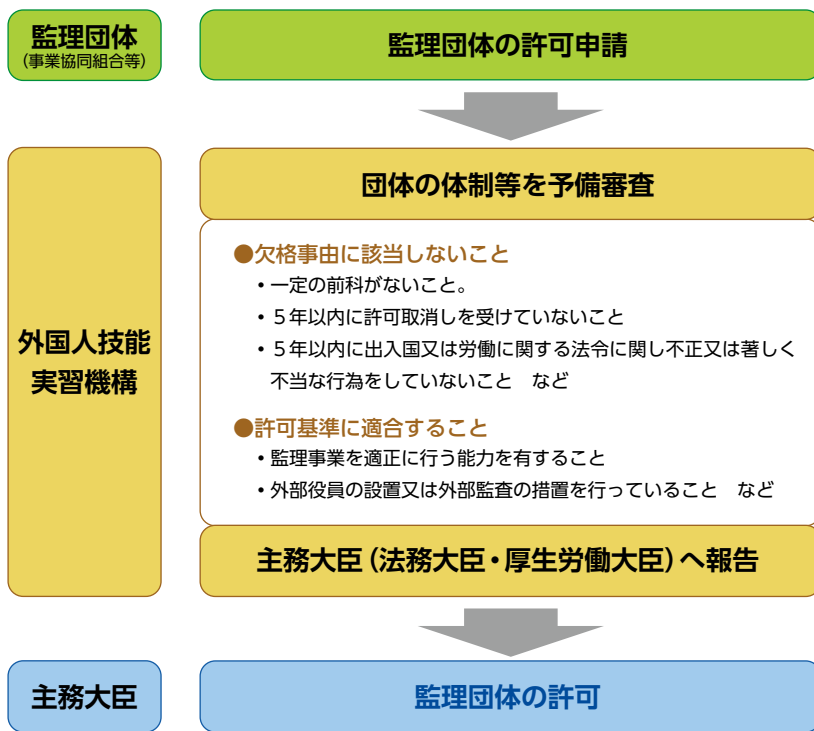 監理団体
(事業協同組合等)
監理団体の許可申請
外国人技能
実習機構
団体の体制等を予備審査
●欠格事由に該当しないこと
・一定の前科がないこと。
・５年以内に許可取消しを受けていないこと
・５年以内に出入国又は労働に関する法令に関し不正又は著しく
不当な行為をしていないこと　など
●許可基準に適合すること
・監理事業を適正に行う能力を有すること
・外部役員の設置又は外部監査の措置を行っていること　など
主務大臣（法務大臣・厚生労働大臣）へ報告
主務大臣
監理団体の許可